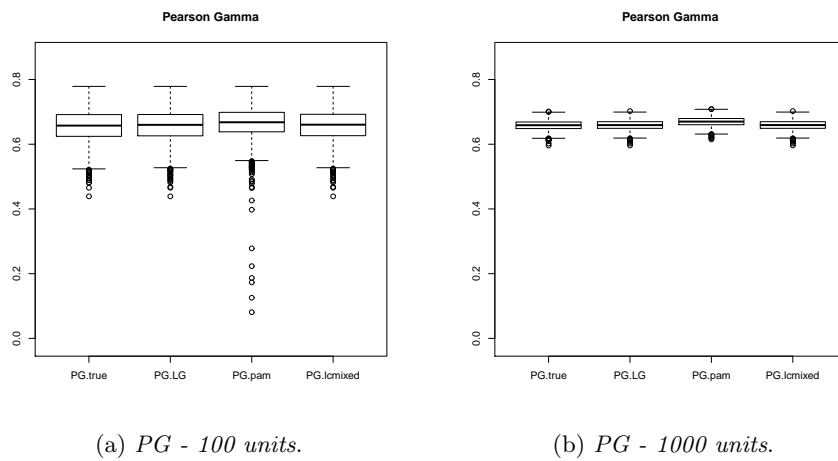 Pearson Gamma
0.8
0.6
0.4
0.2
0.0
PG.true PG.LG PG.pam PG.lcmixed
(a) PG - 100 units.
Pearson Gamma
0.8
0.6
0.4
0.2
0.0
PG.true PG.LG PG.pam PG.lcmixed
(b) PG - 1000 units.